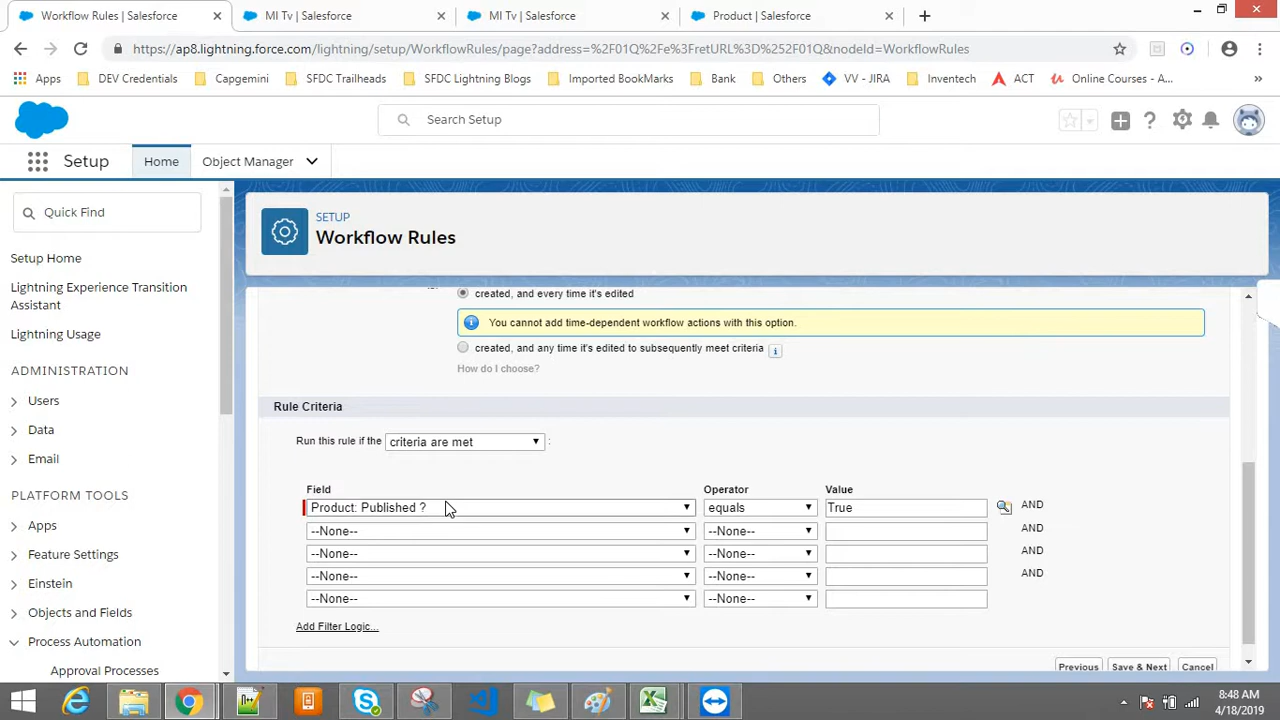 Workflow Rules | Salesforce
MI Tv | Salesforce
MI Tv | Salesforce
Product | Salesforce
https://ap8.lightning.force.com/lightning/setup/WorkflowRules/page?address=%2F01Q%2Fe%3FretURL%3D%252F01Q&nodeId=WorkflowRules
Apps
DEV Credentials
Capgemini
SFDC Trailheads
SFDC Lightning Blogs
Imported BookMarks
Bank
Others
VV - JIRA
Inventech
ACT
Online Courses - A...
»
Search Setup
Setup
Home
Object Manager
Quick Find
Setup Home
Lightning Experience Transition
Assistant
Lightning Usage
ADMINISTRATION
Users
Data
Email
PLATFORM TOOLS
Apps
Feature Settings
Einstein
Objects and Fields
Process Automation
Approval Processes
SETUP
Workflow Rules
created, and every time it's edited
You cannot add time-dependent workflow actions with this option.
created, and any time it's edited to subsequently meet criteria
How do I choose?
Rule Criteria
Run this rule if the criteria are met :
Field Operator Value
Product: Published ? equals True AND
--None-- --None-- AND
--None-- --None-- AND
--None-- --None-- AND
--None-- --None--
Add Filter Logic...
Previous Save & Next Cancel
8:48 AM
4/18/2019